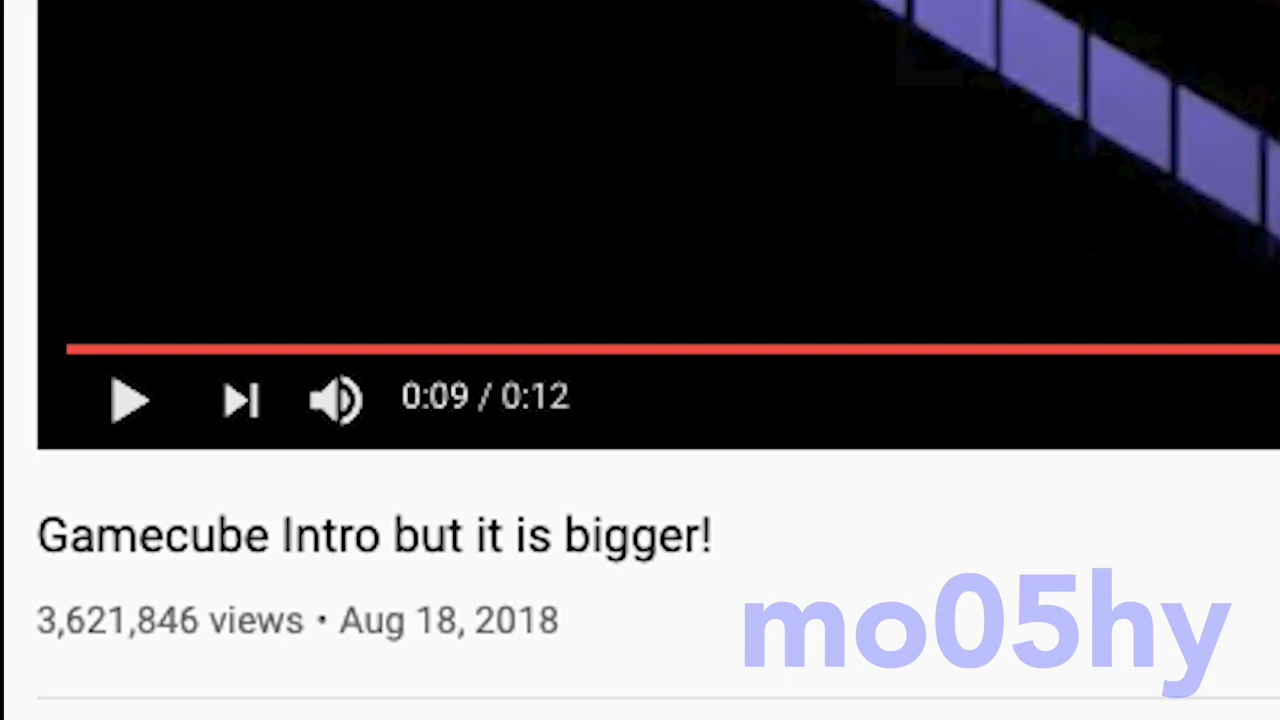 0:09 / 0:12
Gamecube Intro but it is bigger!
3,621,846 views • Aug 18, 2018
mo05hy